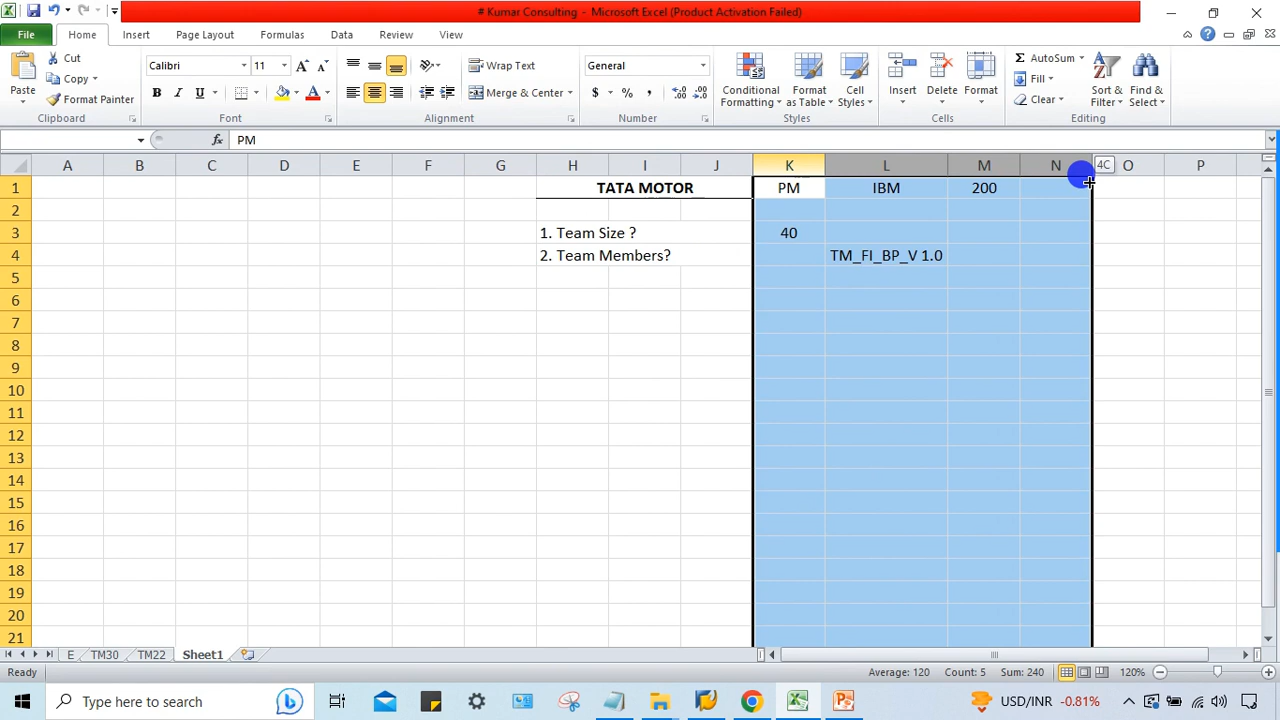 # Kumar Consulting - Microsoft Excel (Product Activation Failed)
File Home Insert Page Layout Formulas Data Review View
Paste Cut Copy Format Painter
Calibri 11 A A Wrap Text General Conditional Formatting Format as Table Cell Styles Insert Delete Format AutoSum Fill Clear Sort & Filter Find & Select
B I U A Merge & Center $ % ,
Clipboard Font Alignment Number Styles Cells Editing
fx PM
A B C D E F G H I J K L M N 4C O P
1 TATA MOTOR PM IBM 200
2
3 1. Team Size ? 40
4 2. Team Members? TM_FI_BP_V 1.0
5
6
7
8
9
10
11
12
13
14
15
16
17
18
19
20
21
E TM30 TM22 Sheet1
Ready Average: 120 Count: 5 Sum: 240 120%
Type here to search USD/INR -0.81%